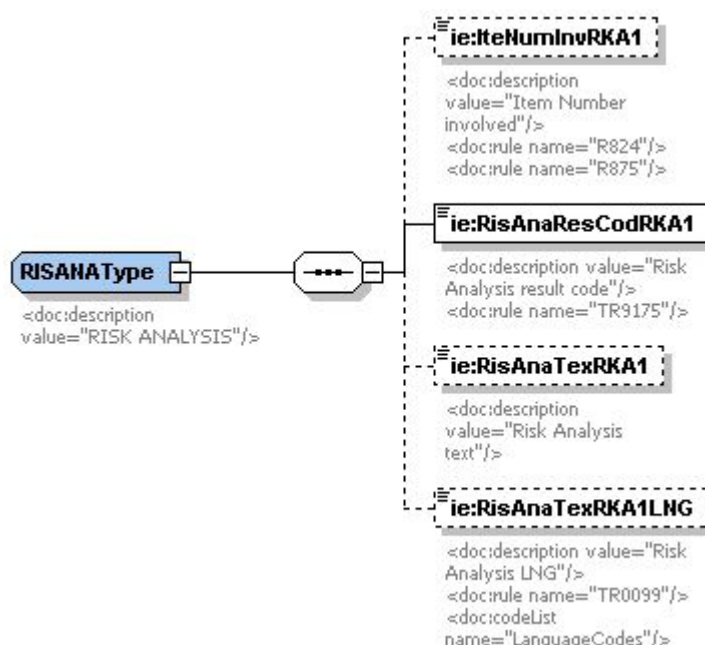 ie:IteNumInvRKA1
<doc:description
value="Item Number
involved"/>
<doc:rule name="R824"/>
<doc:rule name="R875"/>
ie:RisAnaResCodRKA1
<doc:description value="Risk
Analysis result code"/>
<doc:rule name="TR9175"/>
RISANAType
<doc:description
value="RISK ANALYSIS"/>
ie:RisAnaTexRKA1
<doc:description
value="Risk Analysis
text"/>
ie:RisAnaTexRKA1LNG
<doc:description value="Risk
Analysis LNG"/>
<doc:rule name="TR0099"/>
<doc:codeList
name="LanguageCodes"/>